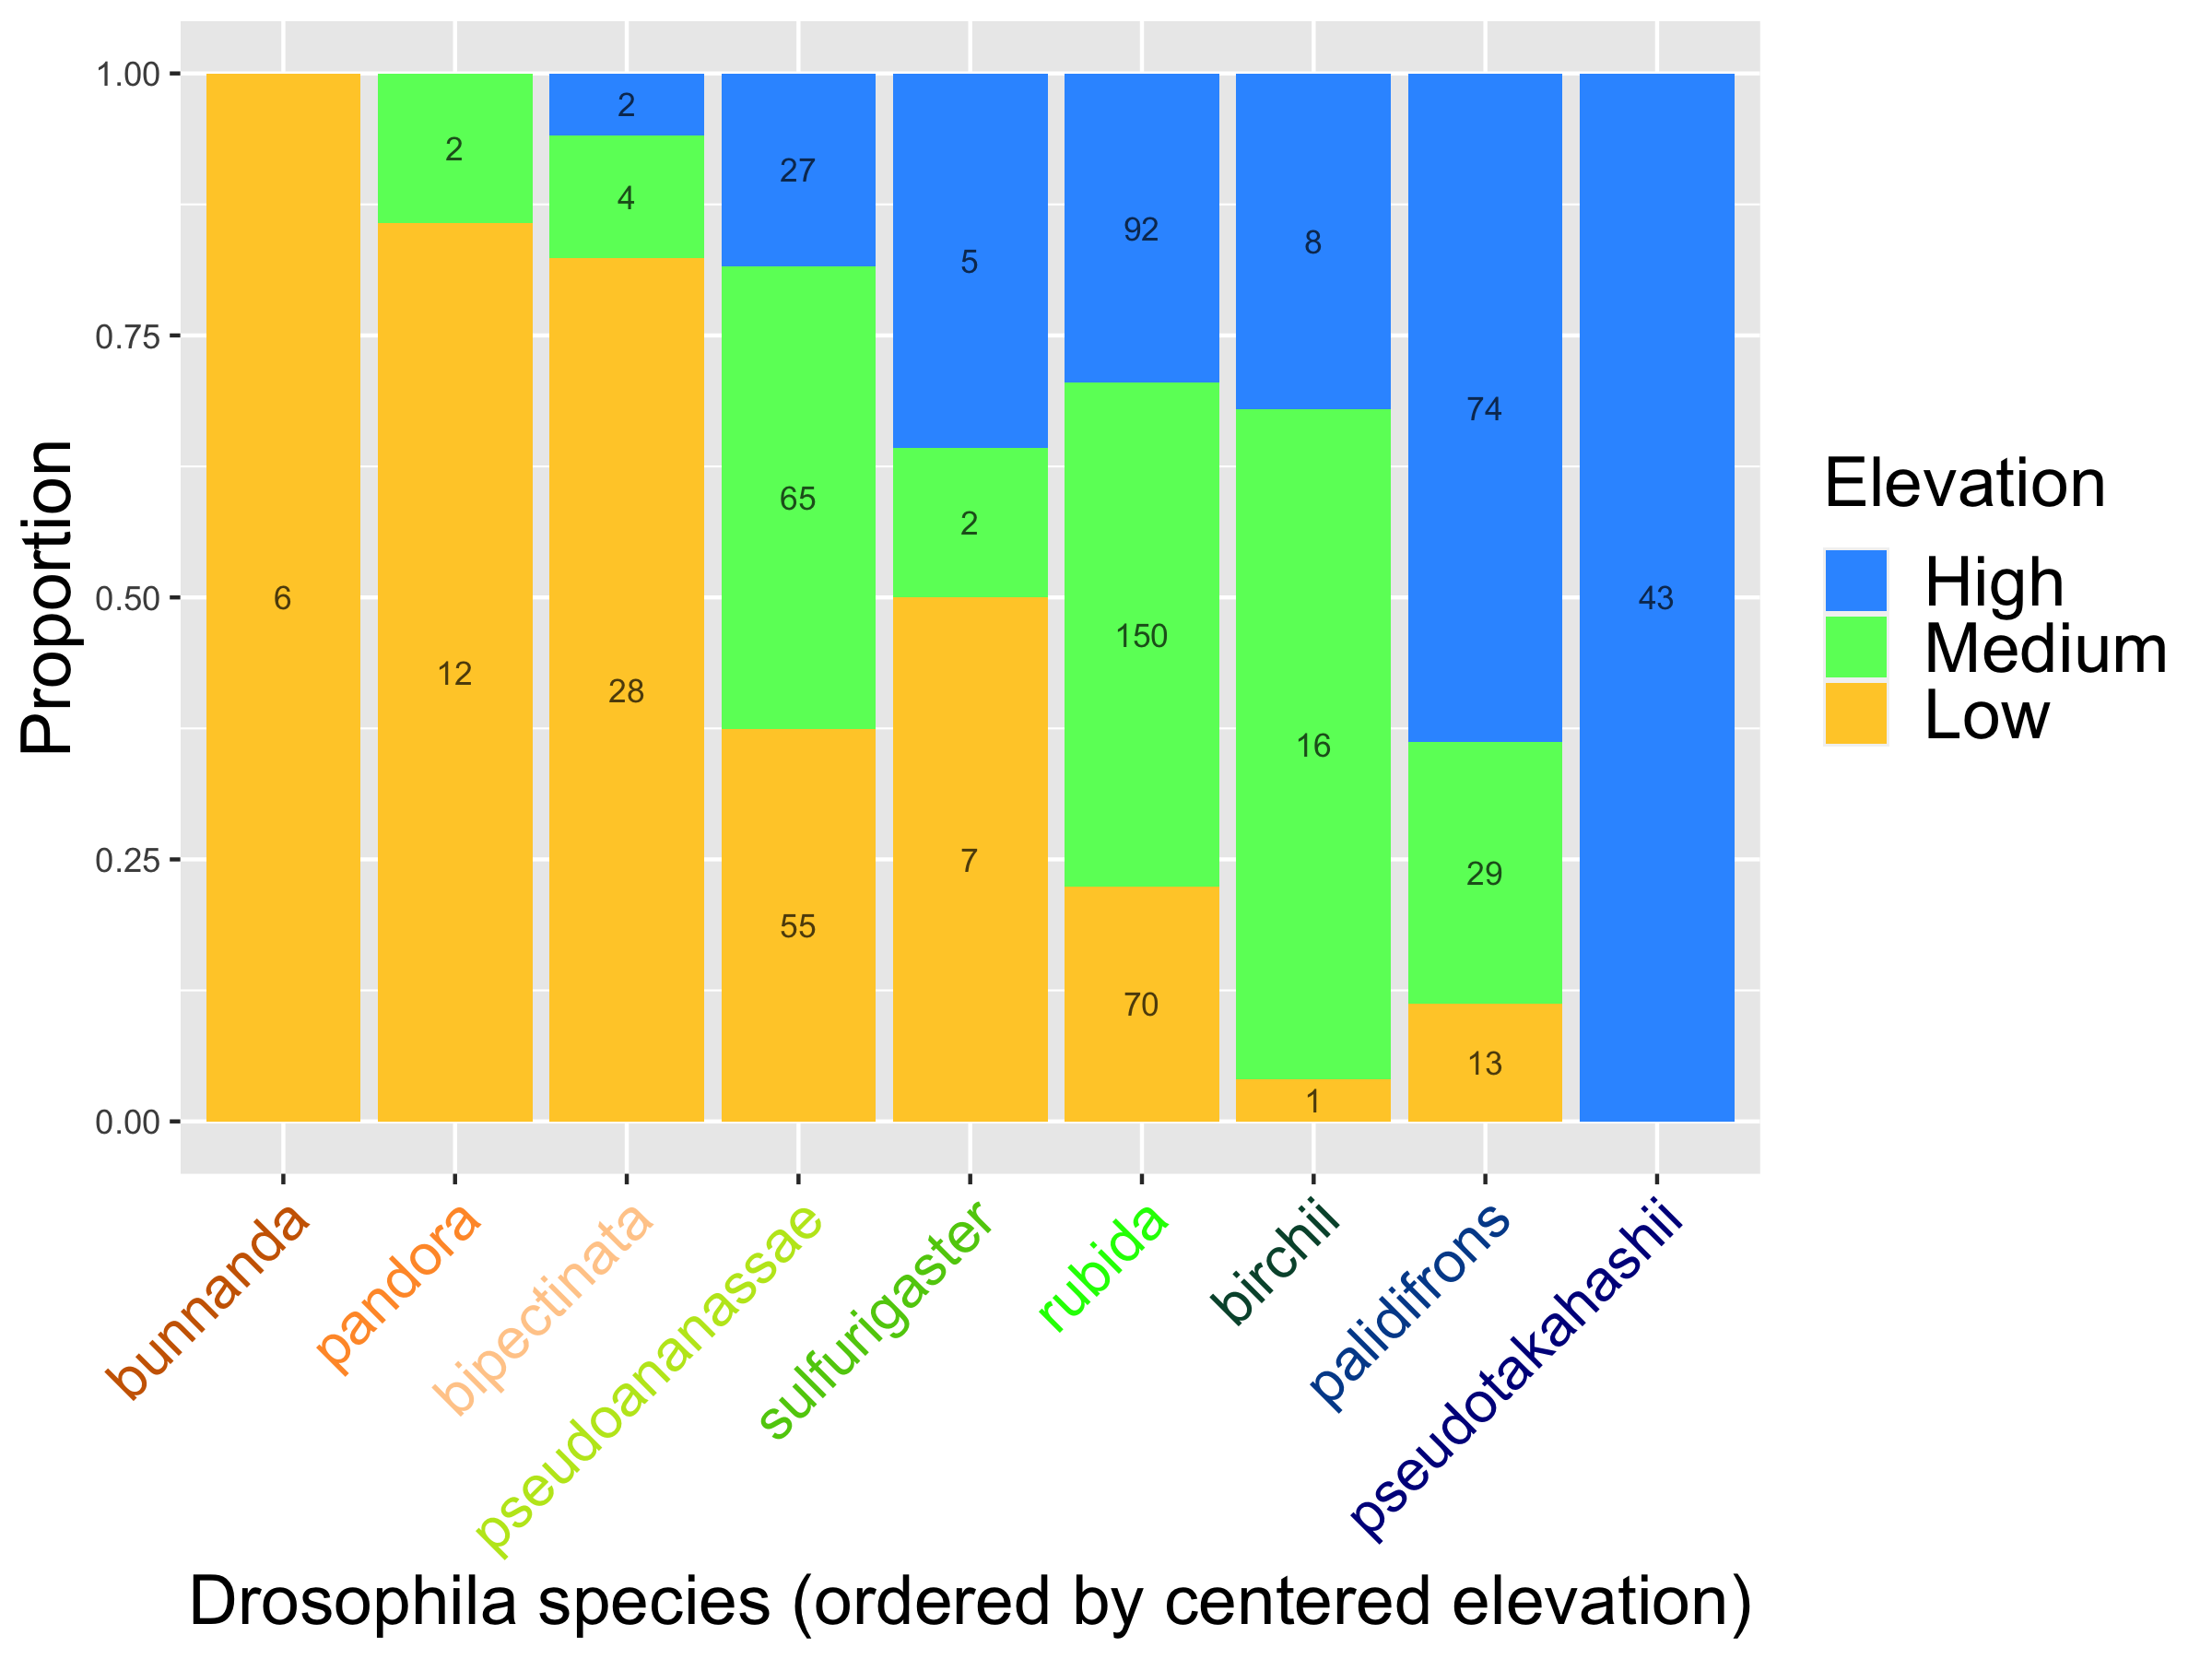 1.00
0.75
0.50
0.25
0.00
Proportion
6
2
12
2
4
28
27
65
55
5
2
7
92
150
70
8
16
1
74
29
13
43
bunnanda
pandora
bipectinata
pseudoananassae
sulfurigaster
rubida
birchii
palidifrons
pseudotakahashii
Drosophila species (ordered by centered elevation)
Elevation
High
Medium
Low